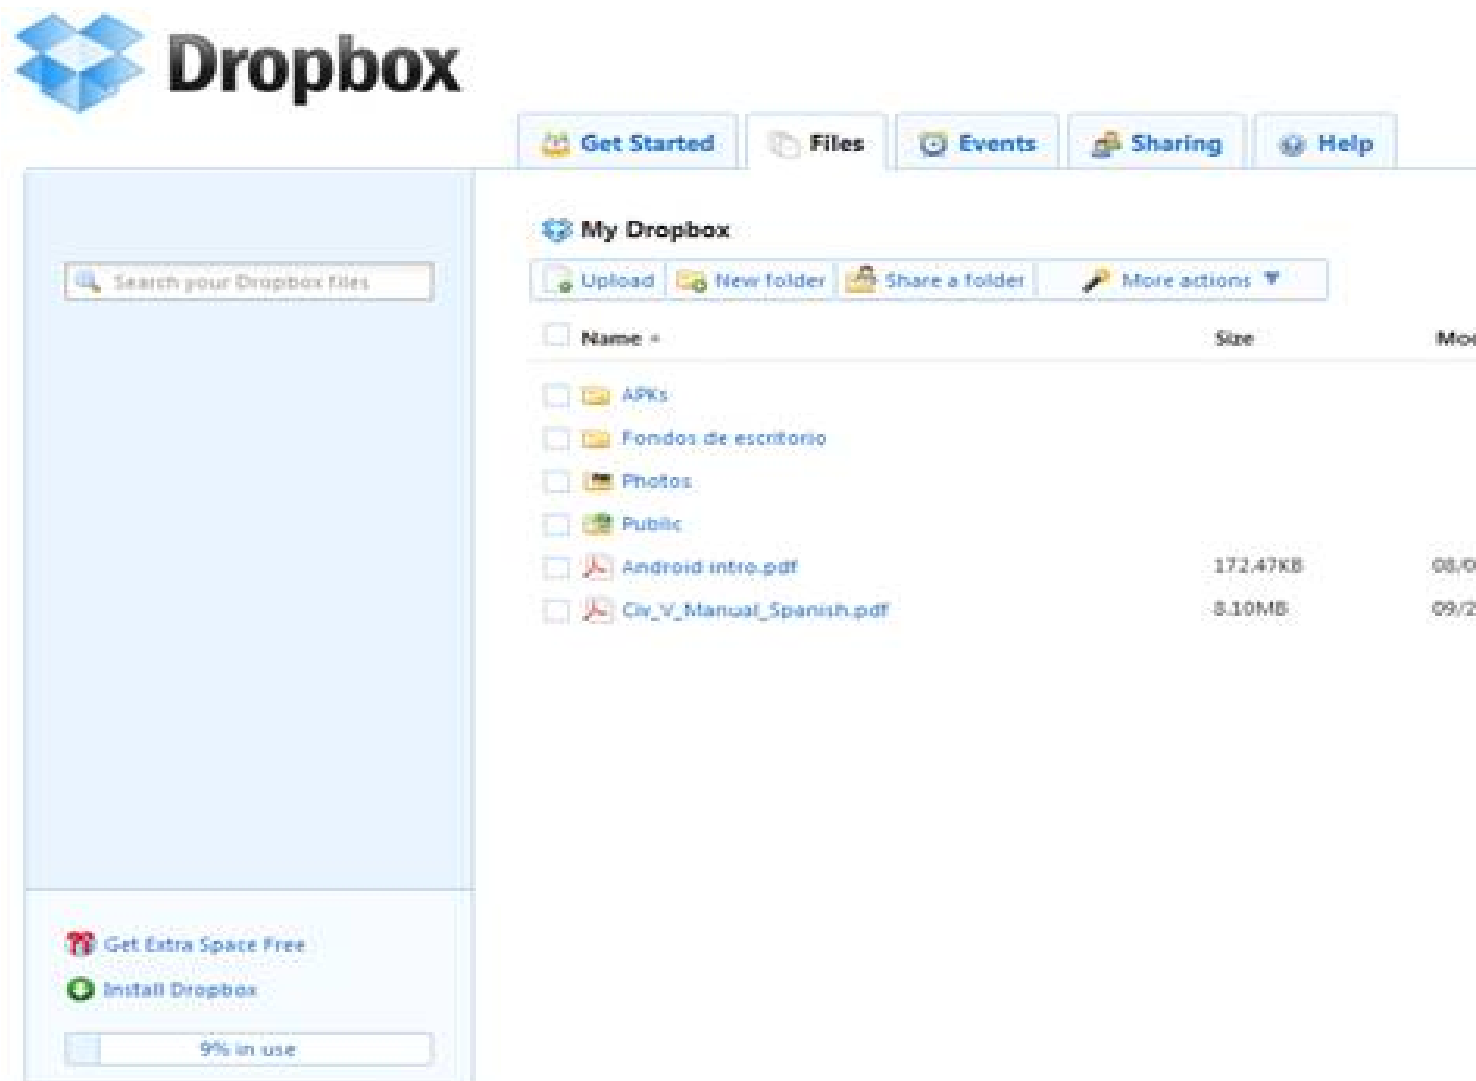 Dropbox
Get Started Files Events Sharing Help
My Dropbox
Search your Dropbox files
Upload New folder Share a folder More actions
Name Size
APKs
Fondos de escritorio
Photos
Public
Android intro.pdf 172.47KB
Civ_V_Manual_Spanish.pdf 8.10MB
Get Extra Space Free
Install Dropbox
9% in use